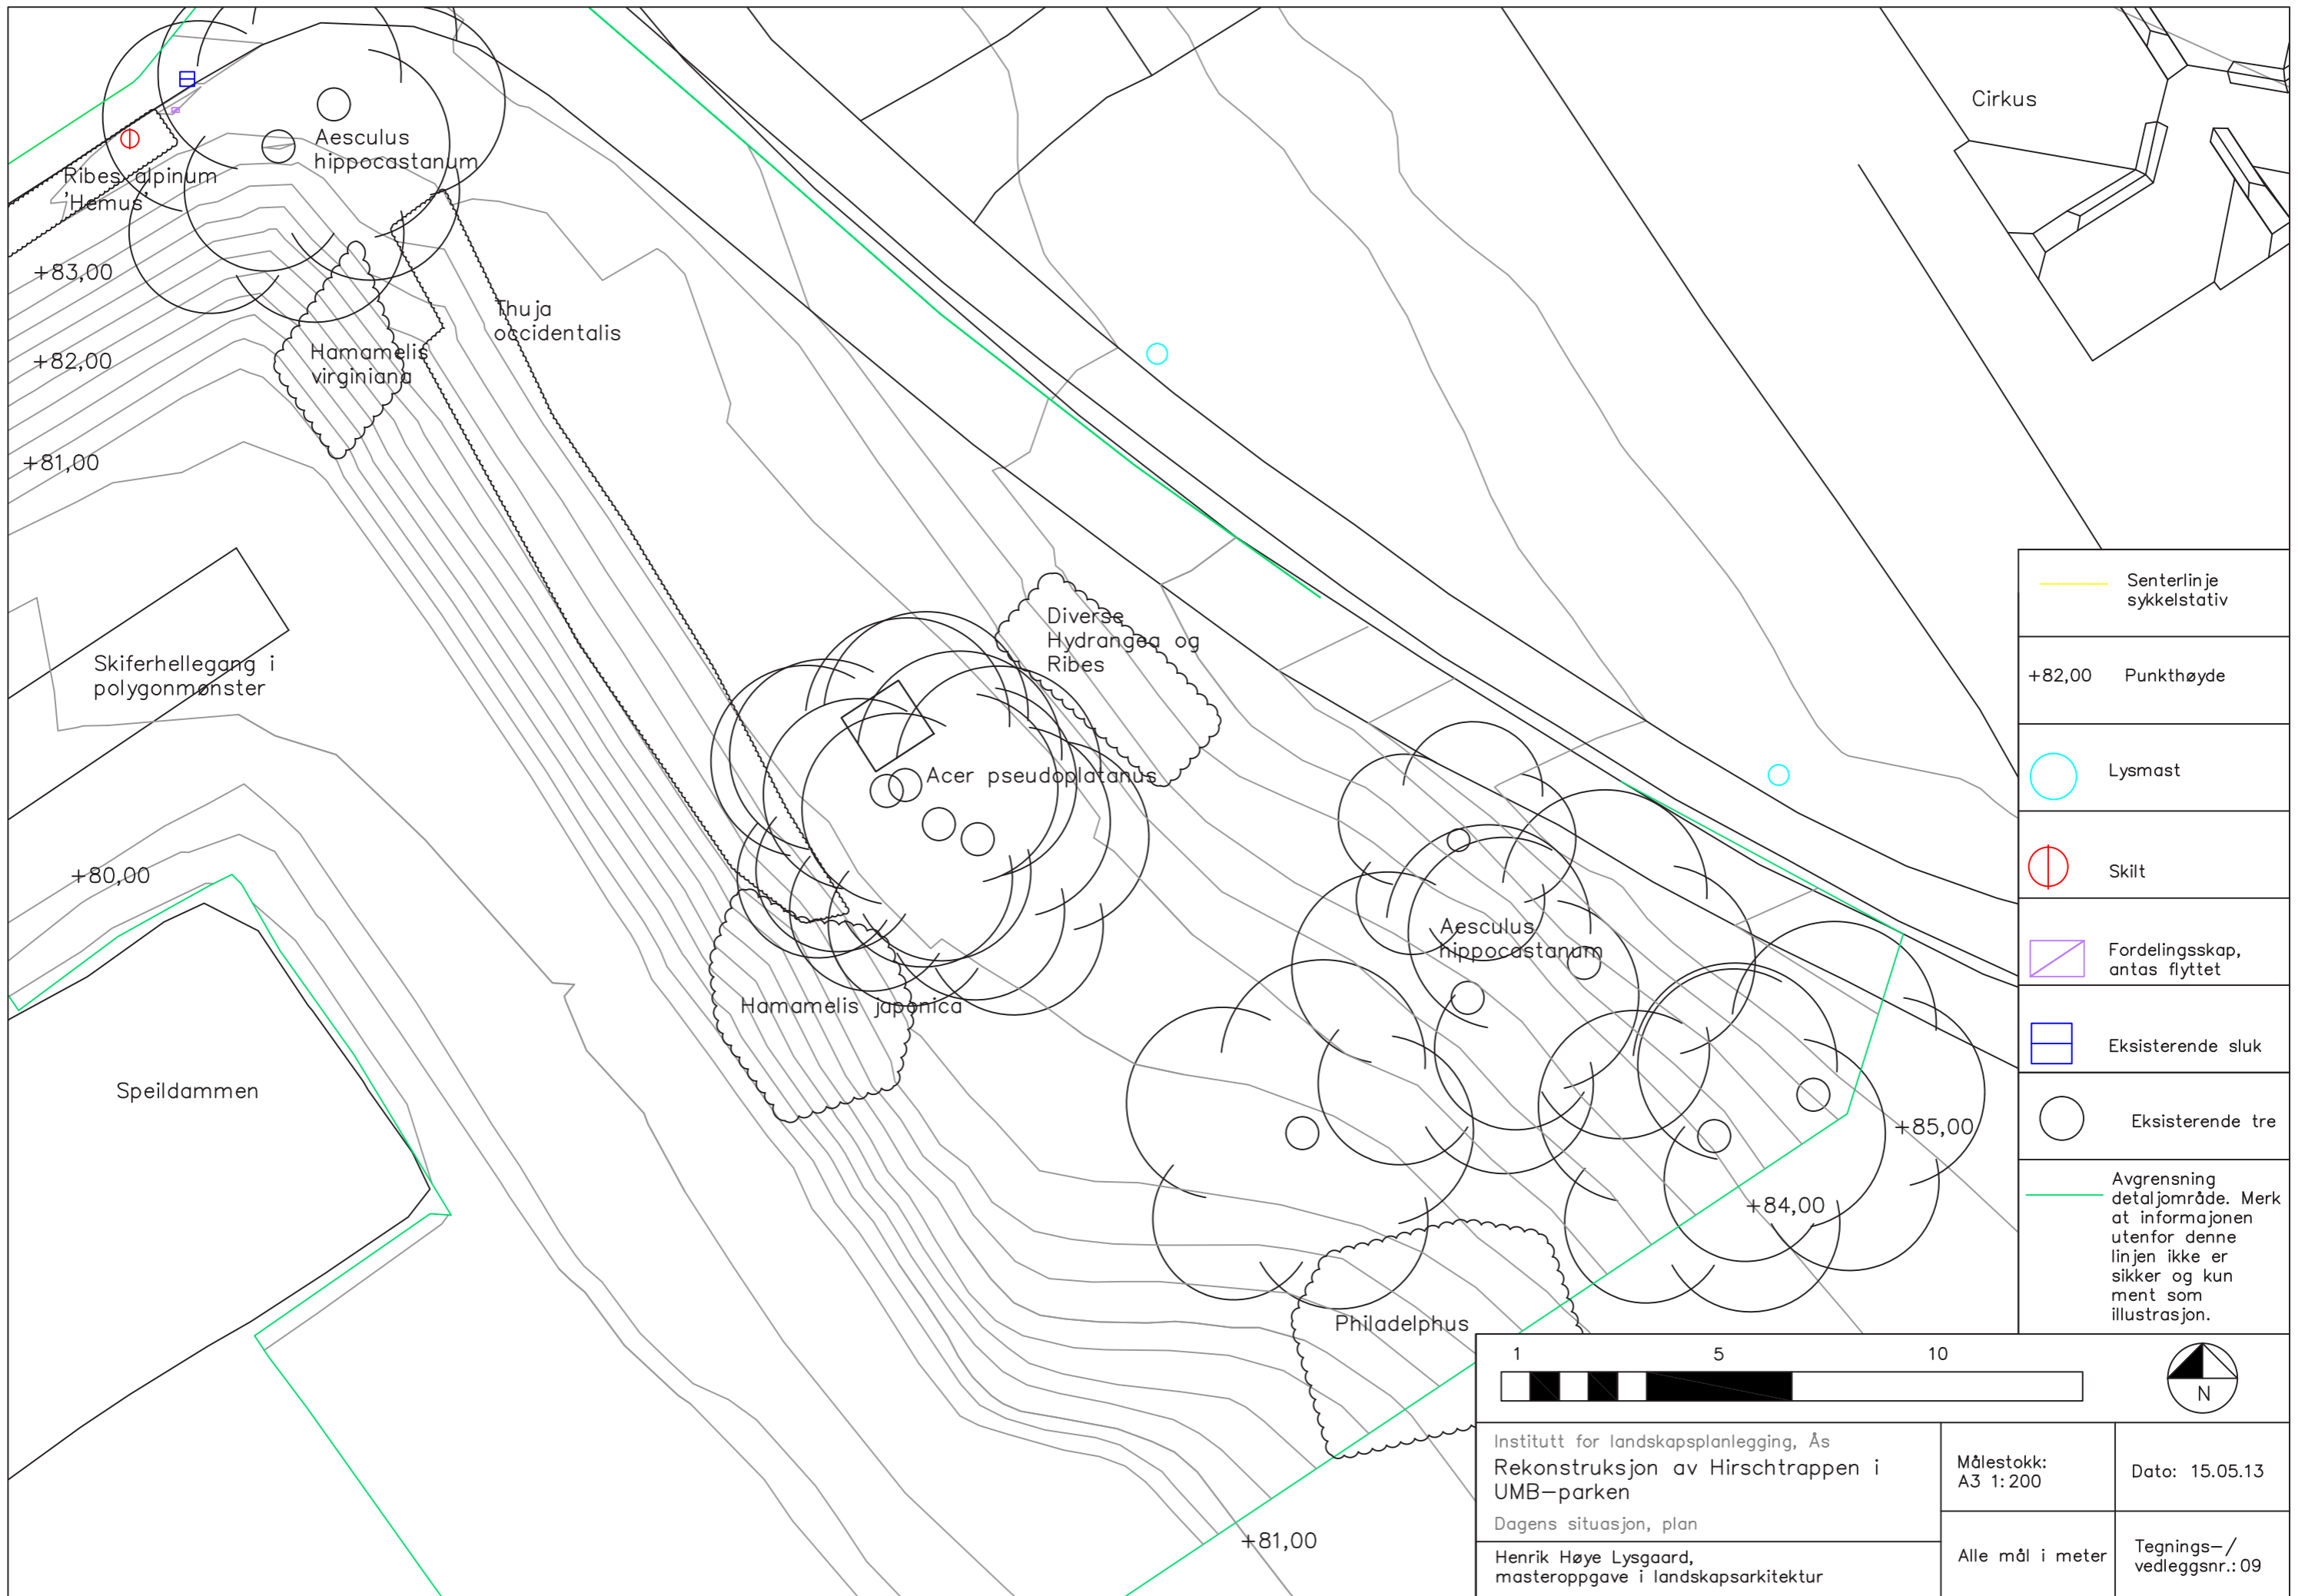 Cirkus
Aesculus
hippocastanum
Ribes alpinum
'Hemus'
+83,00
Thuja
occidentalis
Hamamelis
virginiana
+82,00
+81,00
Diverse
Hydrangea og
Ribes
Skiferhellegang i
polygonmønster
Acer pseudoplatanus
+80,00
Aesculus
hippocastanum
Hamamelis japonica
Speildammen
+85,00
+84,00
Philadelphus
+81,00
Senterlinje
sykkelstativ
+82,00 Punkthøyde
Lysmast
Skilt
Fordelingsskap,
antas flyttet
Eksisterende sluk
Eksisterende tre
Avgrensning
detaljområde. Merk
at informajonen
utenfor denne
linjen ikke er
sikker og kun
ment som
illustrasjon.
1 5 10
N
Institutt for landskapsplanlegging, Ås
Rekonstruksjon av Hirschtrappen i
UMB-parken
Dagens situasjon, plan
Henrik Høye Lysgaard,
masteroppgave i landskapsarkitektur
Målestokk:
A3 1:200
Dato: 15.05.13
Alle mål i meter
Tegnings-/
vedleggsnr.:09